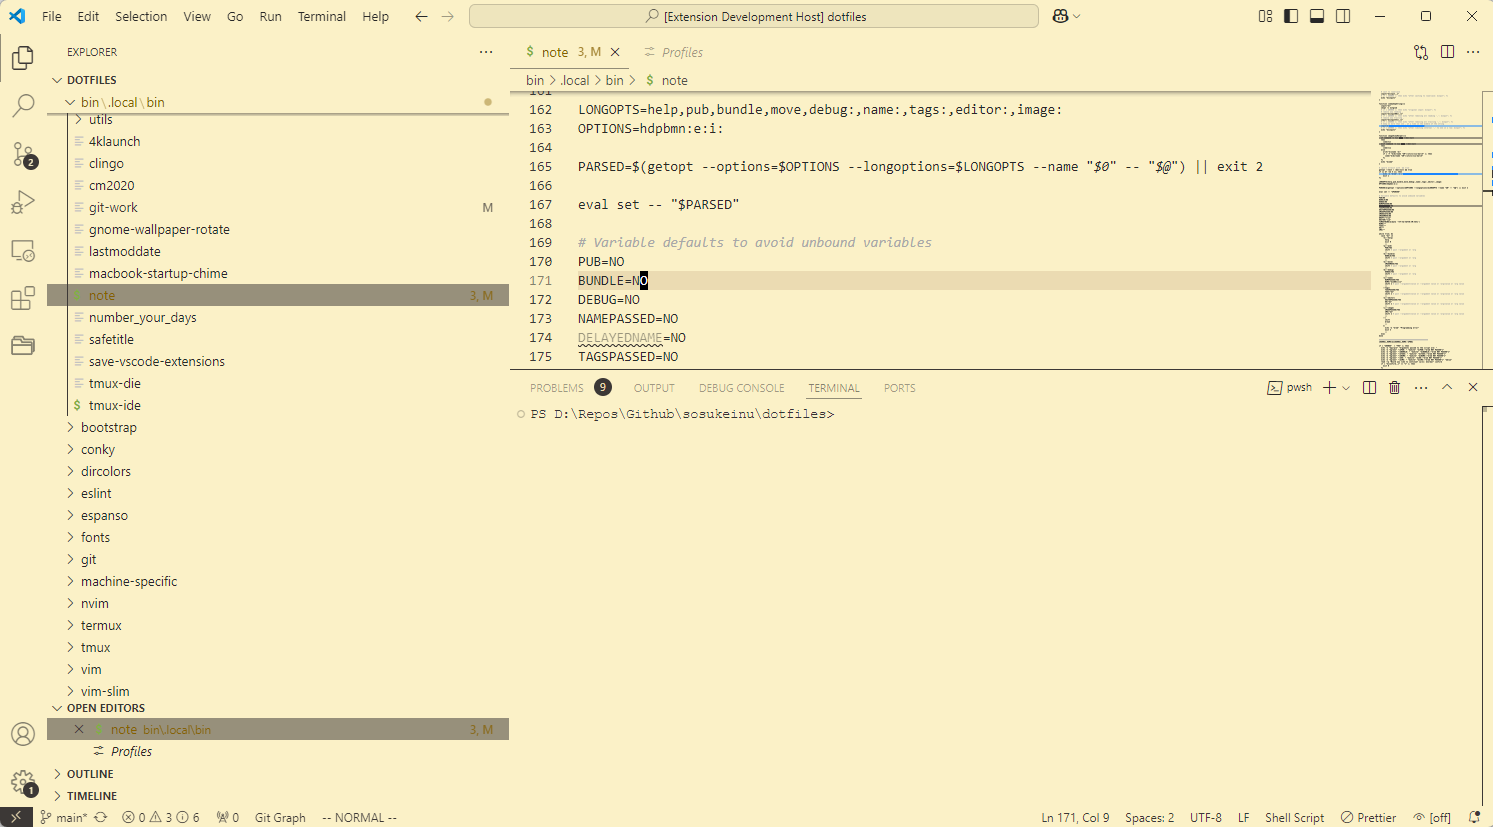 File Edit Selection View Go Run Terminal Help
[Extension Development Host] dotfiles
EXPLORER
DOTFILES
bin\.local\bin
utils
4klaunch
clingo
cm2020
git-work M
gnome-wallpaper-rotate
lastmoddate
macbook-startup-chime
$ note 3, M
number_your_days
safetitle
save-vscode-extensions
tmux-die
$ tmux-ide
bootstrap
conky
dircolors
eslint
espanso
fonts
git
machine-specific
nvim
termux
tmux
vim
vim-slim
OPEN EDITORS
$ note bin\.local\bin 3, M
Profiles
OUTLINE
TIMELINE
2
1
$ note 3, M
Profiles
bin > .local > bin > $ note
161
162 LONGOPTS=help,pub,bundle,move,debug:,name:,tags:,editor:,image:
163 OPTIONS=hdpbmn:e:i:
164
165 PARSED=$(getopt --options=$OPTIONS --longoptions=$LONGOPTS --name "$0" -- "$@") || exit 2
166
167 eval set -- "$PARSED"
168
169 # Variable defaults to avoid unbound variables
170 PUB=NO
171 BUNDLE=NO
172 DEBUG=NO
173 NAMEPASSED=NO
174 DELAYEDNAME=NO
175 TAGSPASSED=NO
PROBLEMS 9 OUTPUT DEBUG CONSOLE TERMINAL PORTS
pwsh
PS D:\Repos\Github\sosukeinu\dotfiles>
main* 0 3 6 0 Git Graph -- NORMAL --
Ln 171, Col 9 Spaces: 2 UTF-8 LF Shell Script Prettier [off]